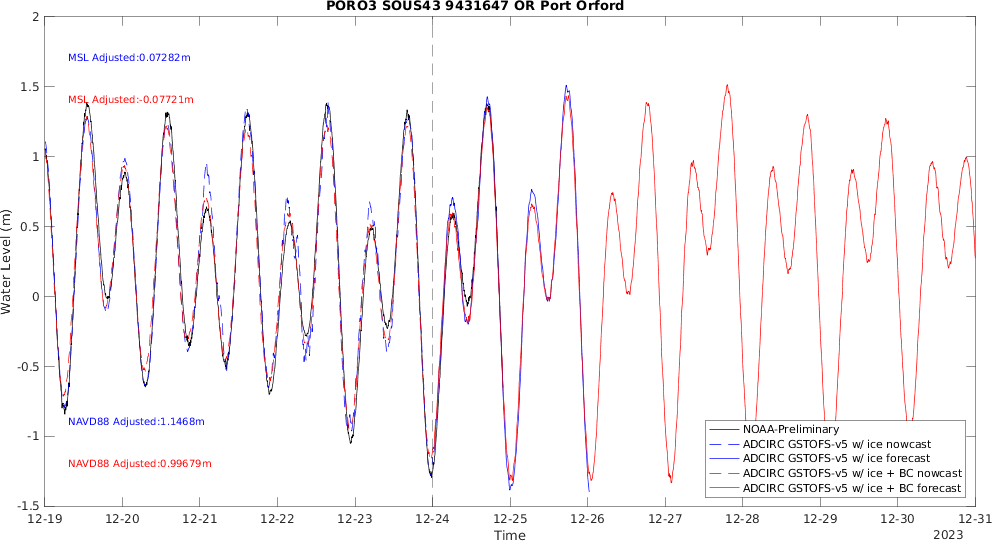 PORO3 SOUS43 9431647 OR Port Orford
2
1.5
1
0.5
0
-0.5
-1
-1.5
Water Level (m)
MSL Adjusted:0.07282m
MSL Adjusted:-0.07721m
NAVD88 Adjusted:1.1468m
NAVD88 Adjusted:0.99679m
NOAA-Preliminary
ADCIRC GSTOFS-v5 w/ ice nowcast
ADCIRC GSTOFS-v5 w/ ice forecast
ADCIRC GSTOFS-v5 w/ ice + BC nowcast
ADCIRC GSTOFS-v5 w/ ice + BC forecast
12-19 12-20 12-21 12-22 12-23 12-24 12-25 12-26 12-27 12-28 12-29 12-30 12-31
Time
2023